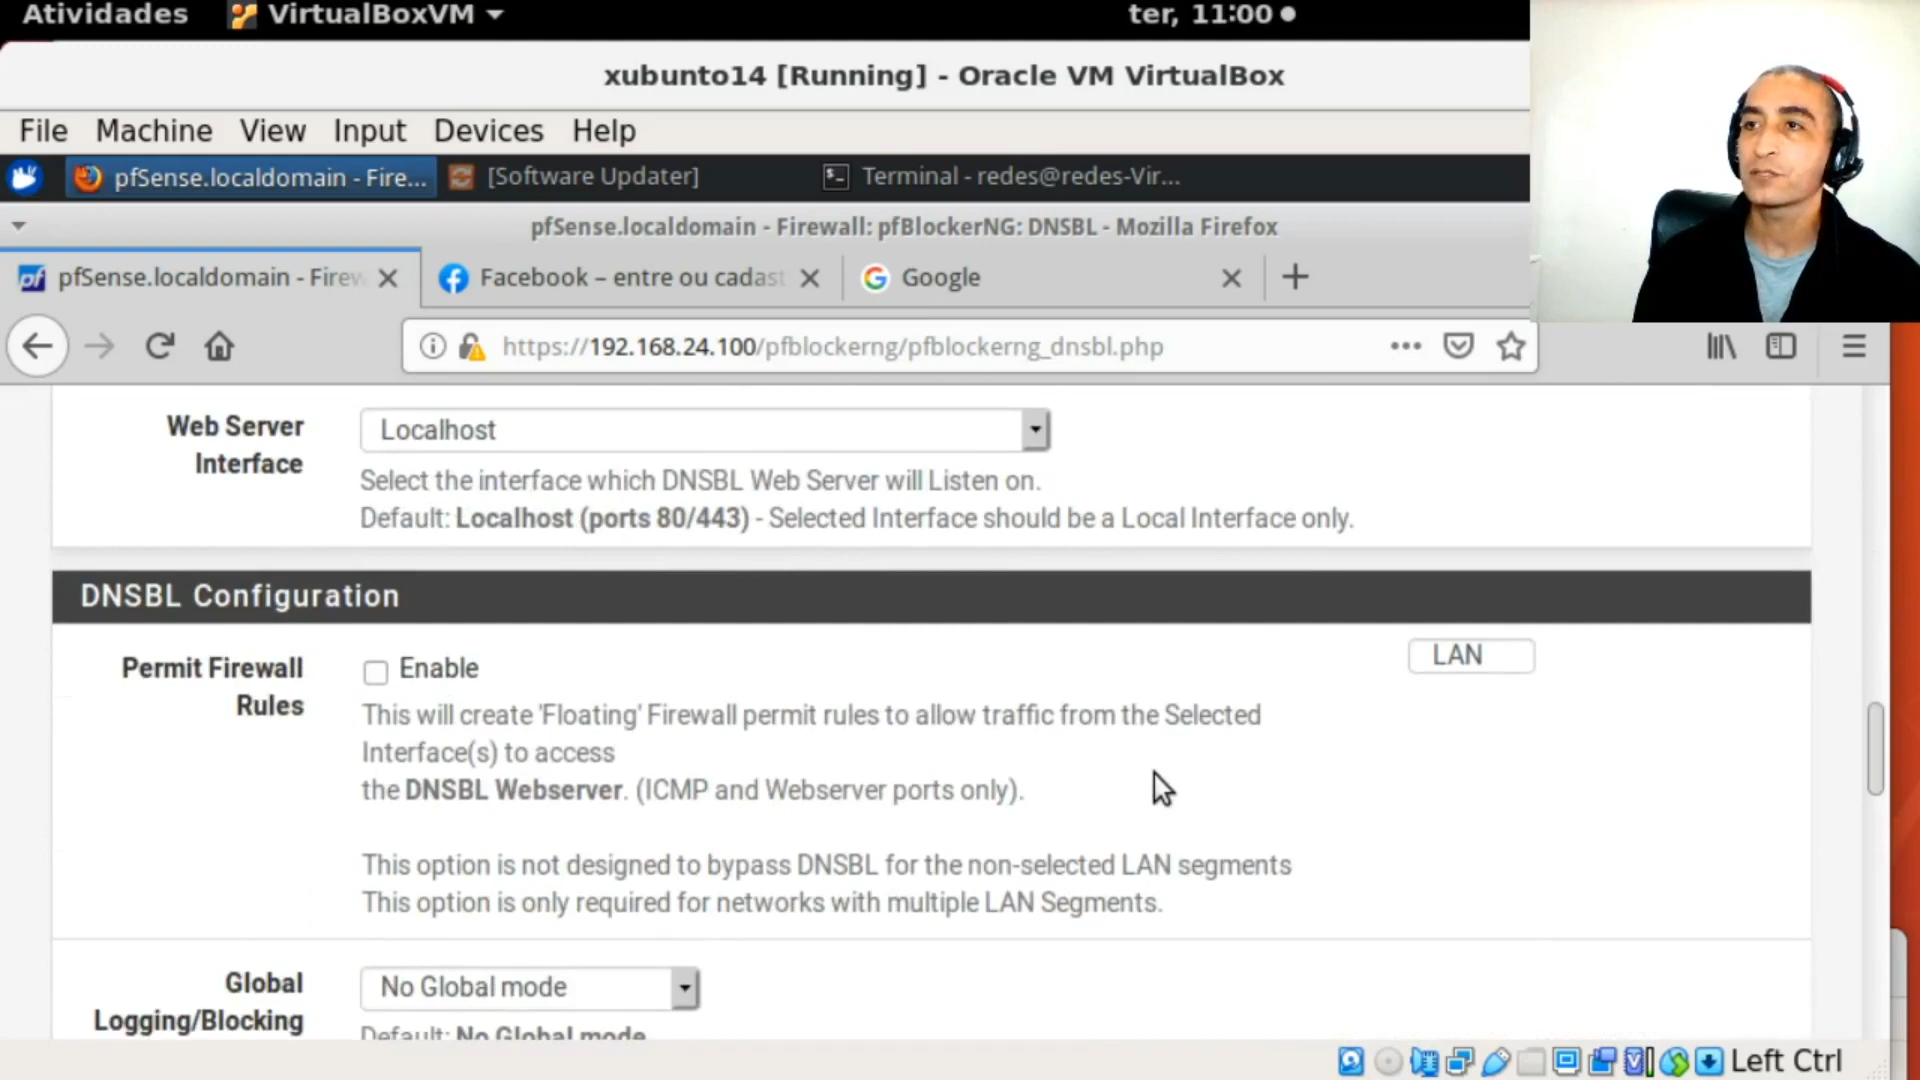 Atividades
VirtualBoxVM
ter, 11:00
xubunto14 [Running] - Oracle VM VirtualBox
File Machine View Input Devices Help
pfSense.localdomain - Fire...
[Software Updater]
Terminal - redes@redes-Vir...
pfSense.localdomain - Firewall: pfBlockerNG: DNSBL - Mozilla Firefox
pfSense.localdomain - Firew
Facebook – entre ou cadast
Google
https://192.168.24.100/pfblockerng/pfblockerng_dnsbl.php
Web Server
Interface
Localhost
Select the interface which DNSBL Web Server will Listen on.
Default: Localhost (ports 80/443) - Selected Interface should be a Local Interface only.
DNSBL Configuration
Permit Firewall
Rules
Enable
LAN
This will create 'Floating' Firewall permit rules to allow traffic from the Selected
Interface(s) to access
the DNSBL Webserver. (ICMP and Webserver ports only).
This option is not designed to bypass DNSBL for the non-selected LAN segments
This option is only required for networks with multiple LAN Segments.
Global
Logging/Blocking
No Global mode
Default: No Global mode
Left Ctrl